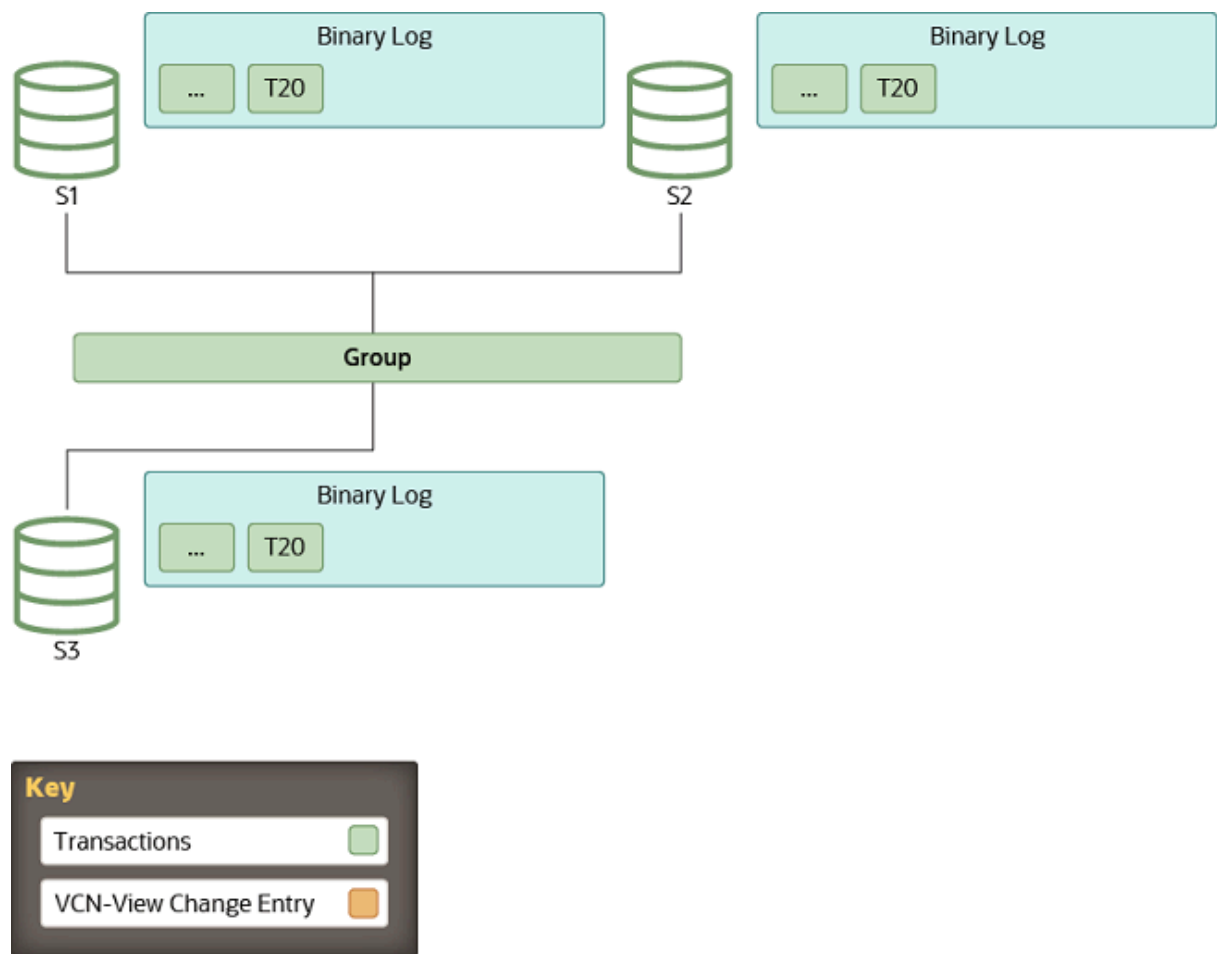 Binary Log
... T20
S1
Binary Log
... T20
S2
Group
Binary Log
... T20
S3
Key
Transactions
VCN-View Change Entry